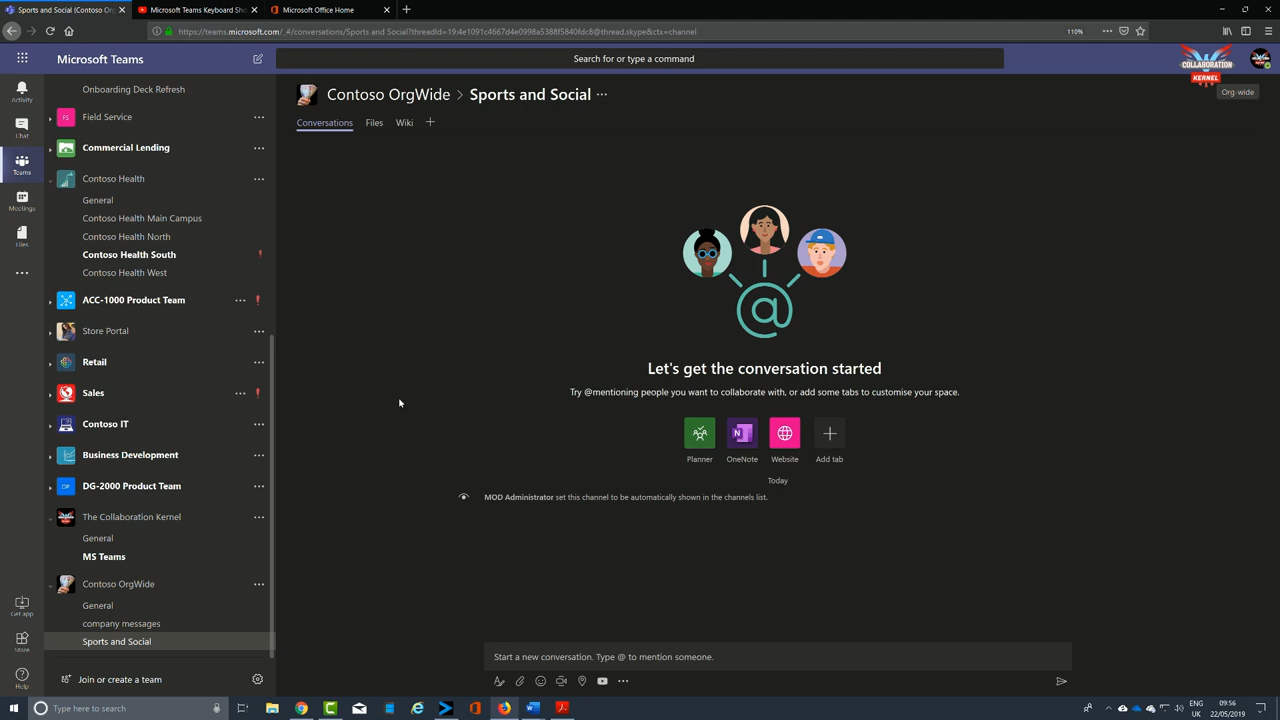 Sports and Social (Contoso Or
Microsoft Teams Keyboard Sho
Microsoft Office Home
https://teams.microsoft.com/_#/conversations/Sports and Social?threadId=19:4e1091c4667d4e0998a5388f5840fdc8@thread.skype&ctx=channel
110%
Microsoft Teams
Search for or type a command
COLLABORATION
KERNEL
Activity
Chat
Teams
Meetings
Files
Get app
Store
Help
Onboarding Deck Refresh
FS Field Service
Commercial Lending
Contoso Health
General
Contoso Health Main Campus
Contoso Health North
Contoso Health South
Contoso Health West
ACC-1000 Product Team
Store Portal
Retail
Sales
Contoso IT
Business Development
DP DG-2000 Product Team
The Collaboration Kernel
General
MS Teams
Contoso OrgWide
General
company messages
Sports and Social
Join or create a team
Contoso OrgWide > Sports and Social ···
Org-wide
Conversations Files Wiki +
Let's get the conversation started
Try @mentioning people you want to collaborate with, or add some tabs to customise your space.
Planner OneNote Website Add tab
Today
MOD Administrator set this channel to be automatically shown in the channels list.
Start a new conversation. Type @ to mention someone.
Type here to search
ENG
UK
09:56
22/05/2019